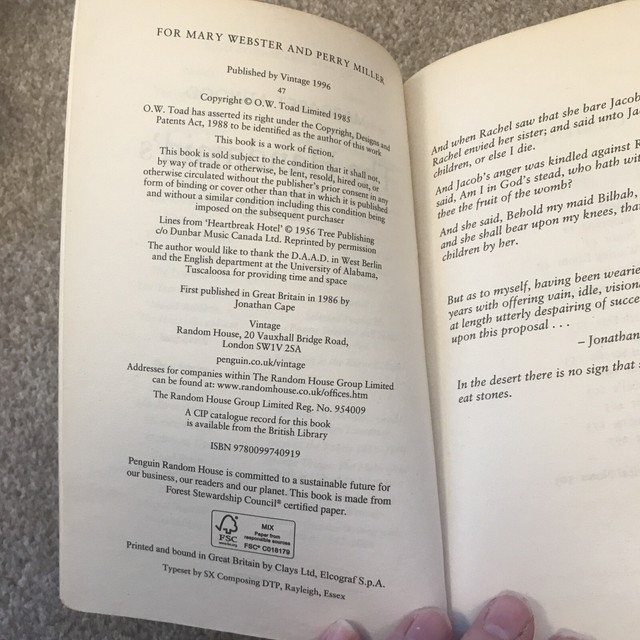 FOR MARY WEBSTER AND PERRY MILLER
Published by Vintage 1996
47
Copyright © O.W. Toad Limited 1985
O.W. Toad has asserted its right under the Copyright, Designs and
Patents Act, 1988 to be identified as the author of this work
This book is a work of fiction.
This book is sold subject to the condition that it shall not,
by way of trade or otherwise, be lent, resold, hired out, or
otherwise circulated without the publisher's prior consent in any
form of binding or cover other than that in which it is published
and without a similar condition including this condition being
imposed on the subsequent purchaser
Lines from 'Heartbreak Hotel' © 1956 Tree Publishing
c/o Dunbar Music Canada Ltd. Reprinted by permission
The author would like to thank the D.A.A.D. in West Berlin
and the English department at the University of Alabama,
Tuscaloosa for providing time and space
First published in Great Britain in 1986 by
Jonathan Cape
Vintage
Random House, 20 Vauxhall Bridge Road,
London SW1V 2SA
penguin.co.uk/vintage
Addresses for companies within The Random House Group Limited
can be found at: www.randomhouse.co.uk/offices.htm
The Random House Group Limited Reg. No. 954009
A CIP catalogue record for this book
is available from the British Library
ISBN 9780099740919
Penguin Random House is committed to a sustainable future for
our business, our readers and our planet. This book is made from
Forest Stewardship Council® certified paper.
FSC
MIX
Paper from
responsible sources
FSC® C018179
Printed and bound in Great Britain by Clays Ltd, Elcograf S.p.A.
Typeset by SX Composing DTP, Rayleigh, Essex
And when Rachel saw that she bare Jacob
Rachel envied her sister; and said unto Ja
children, or else I die.
And Jacob's anger was kindled against R
said, Am I in God's stead, who hath wit
thee the fruit of the womb?
And she said, Behold my maid Bilhah,
and she shall bear upon my knees, tha
children by her.
But as to myself, having been wearie
years with offering vain, idle, vision
at length utterly despairing of succe
upon this proposal . . .
– Jonathan
In the desert there is no sign that
eat stones.